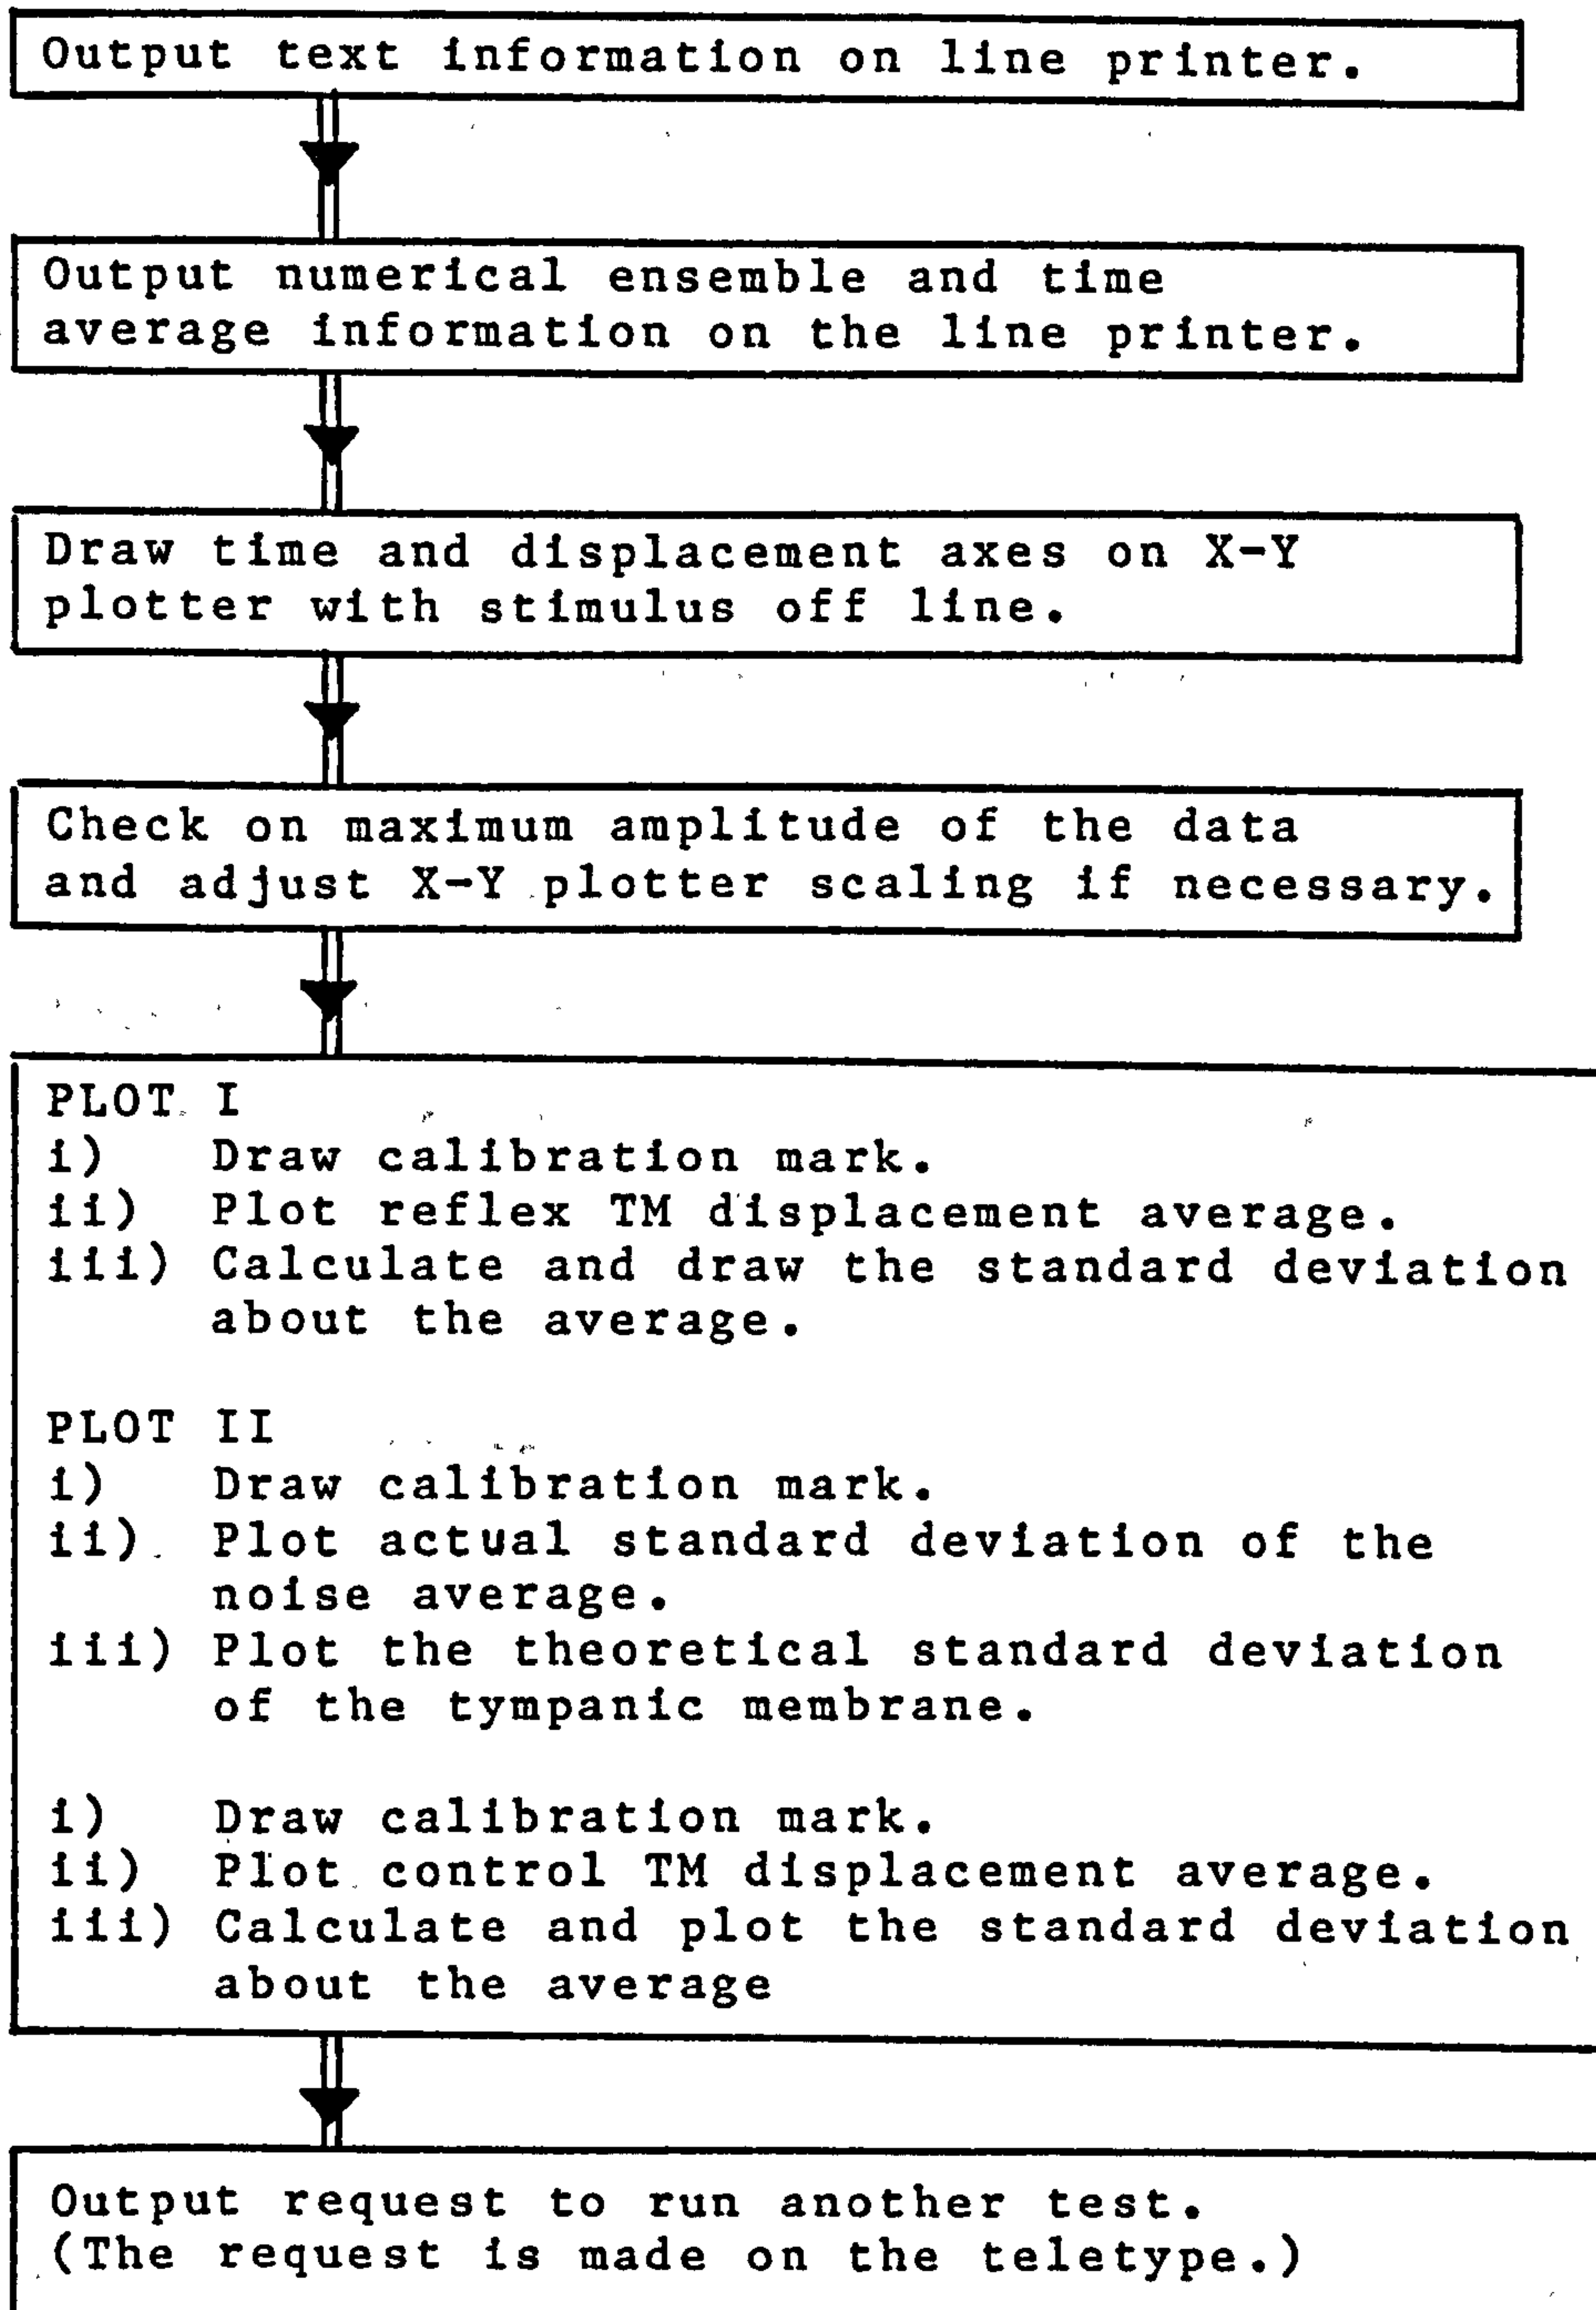 Output text information on line printer.
Output numerical ensemble and time
average information on the line printer.
Draw time and displacement axes on X-Y
plotter with stimulus off line.
Check on maximum amplitude of the data
and adjust X-Y plotter scaling if necessary.
PLOT I
i) Draw calibration mark.
ii) Plot reflex TM displacement average.
iii) Calculate and draw the standard deviation
about the average.
PLOT II
i) Draw calibration mark.
ii) Plot actual standard deviation of the
noise average.
iii) Plot the theoretical standard deviation
of the tympanic membrane.
i) Draw calibration mark.
ii) Plot control TM displacement average.
iii) Calculate and plot the standard deviation
about the average
Output request to run another test.
(The request is made on the teletype.)